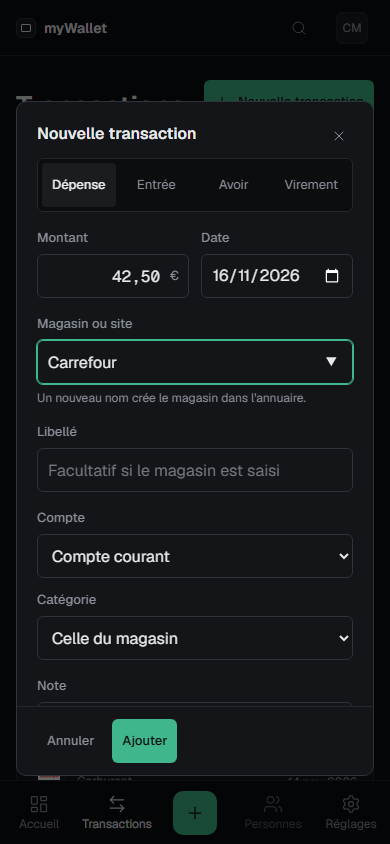 myWallet
CM
Nouvelle transaction
Nouvelle transaction
Dépense Entrée Avoir Virement
Montant Date
42,50 € 16/11/2026
Magasin ou site
Carrefour
Un nouveau nom crée le magasin dans l'annuaire.
Libellé
Facultatif si le magasin est saisi
Compte
Compte courant
Catégorie
Celle du magasin
Note
Annuler Ajouter
Accueil Transactions + Personnes Réglages